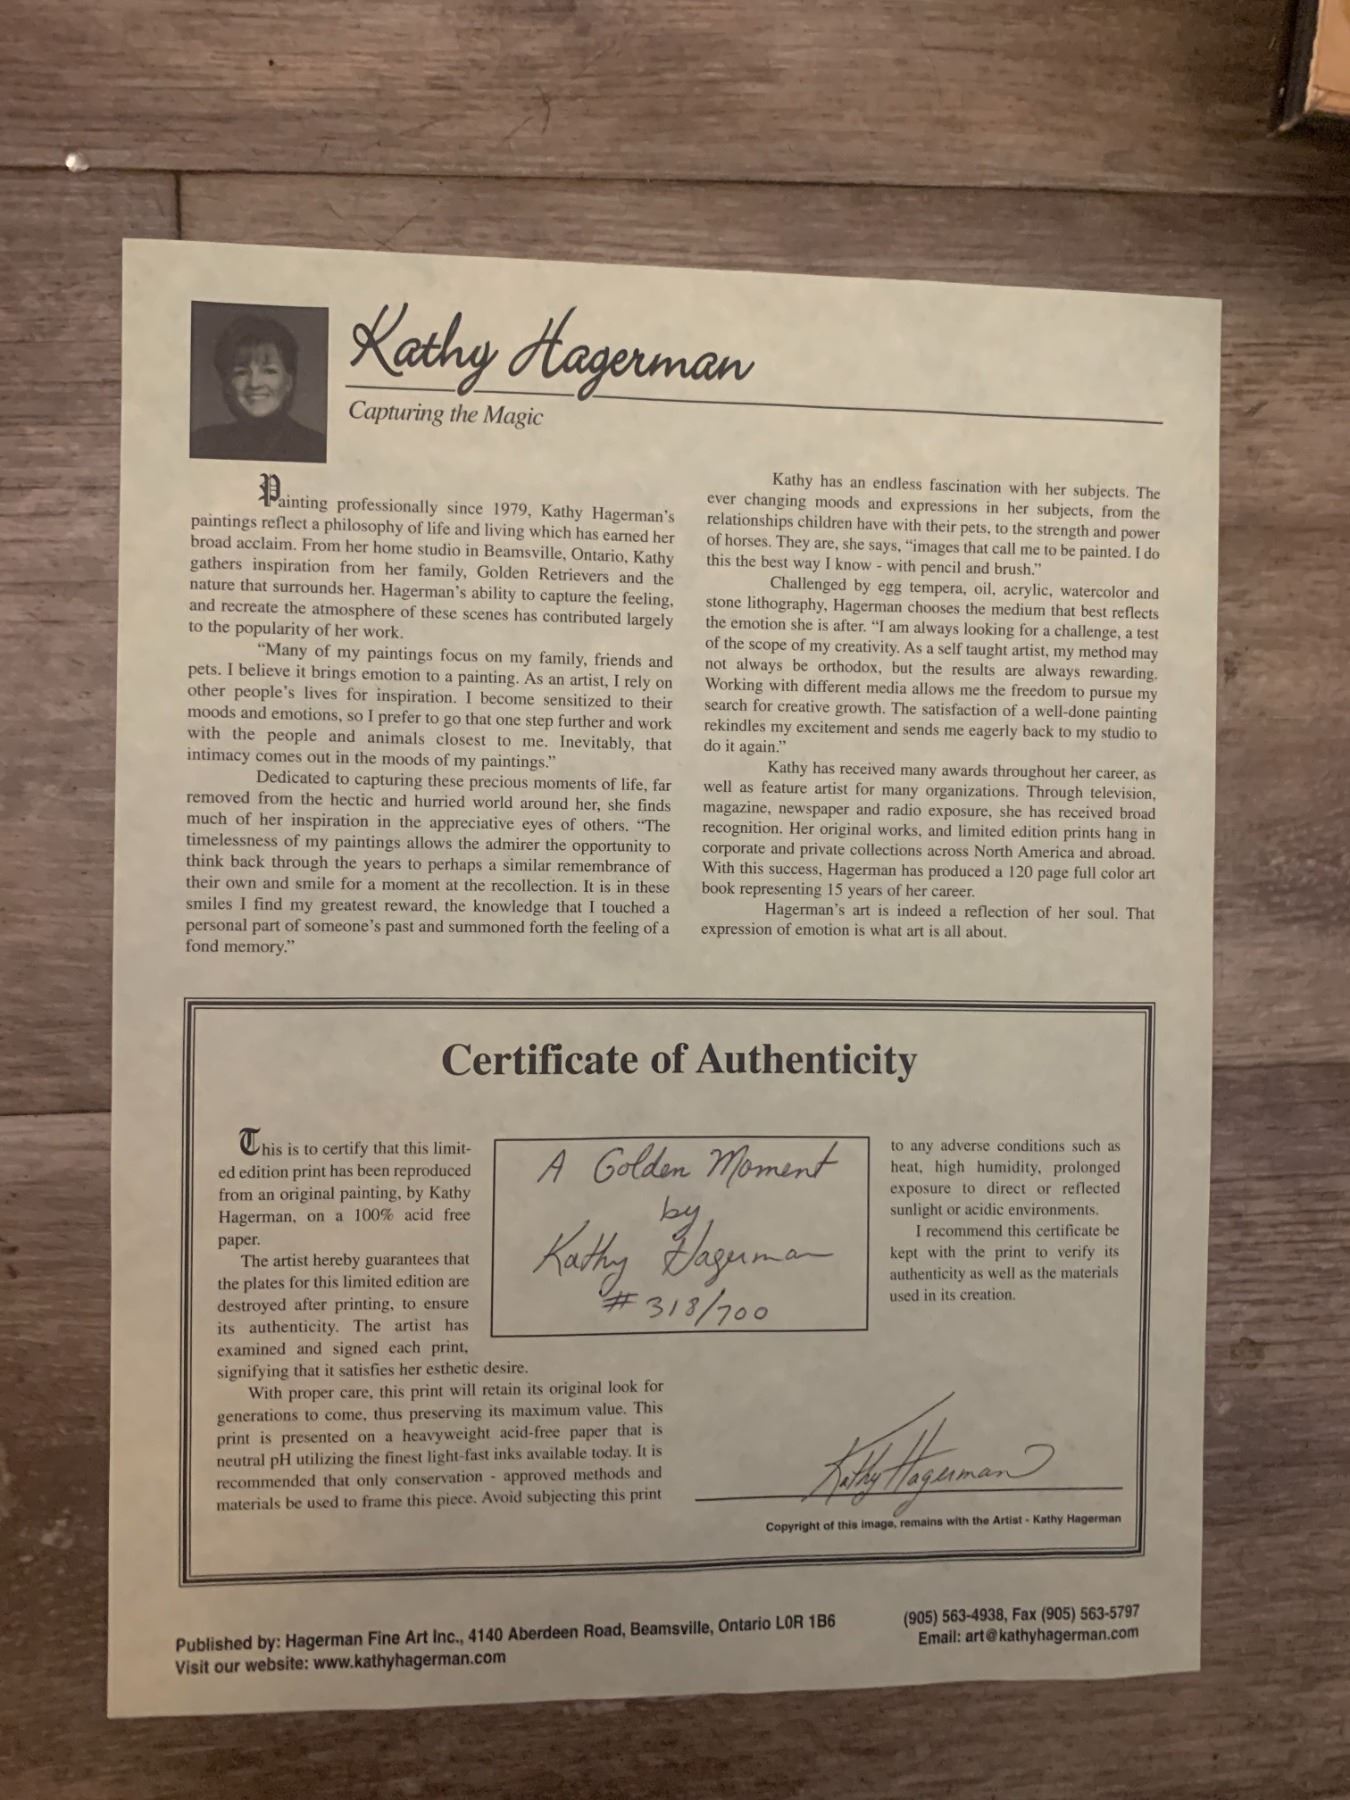 Kathy Hagerman
Capturing the Magic
Painting professionally since 1979, Kathy Hagerman's
paintings reflect a philosophy of life and living which has earned her
broad acclaim. From her home studio in Beamsville, Ontario, Kathy
gathers inspiration from her family, Golden Retrievers and the
nature that surrounds her. Hagerman's ability to capture the feeling,
and recreate the atmosphere of these scenes has contributed largely
to the popularity of her work.
"Many of my paintings focus on my family, friends and
pets. I believe it brings emotion to a painting. As an artist, I rely on
other people's lives for inspiration. I become sensitized to their
moods and emotions, so I prefer to go that one step further and work
with the people and animals closest to me. Inevitably, that
intimacy comes out in the moods of my paintings."
Dedicated to capturing these precious moments of life, far
removed from the hectic and hurried world around her, she finds
much of her inspiration in the appreciative eyes of others. "The
timelessness of my paintings allows the admirer the opportunity to
think back through the years to perhaps a similar remembrance of
their own and smile for a moment at the recollection. It is in these
smiles I find my greatest reward, the knowledge that I touched a
personal part of someone's past and summoned forth the feeling of a
fond memory."
Kathy has an endless fascination with her subjects. The
ever changing moods and expressions in her subjects, from the
relationships children have with their pets, to the strength and power
of horses. They are, she says, "images that call me to be painted. I do
this the best way I know - with pencil and brush."
Challenged by egg tempera, oil, acrylic, watercolor and
stone lithography, Hagerman chooses the medium that best reflects
the emotion she is after. "I am always looking for a challenge, a test
of the scope of my creativity. As a self taught artist, my method may
not always be orthodox, but the results are always rewarding.
Working with different media allows me the freedom to pursue my
search for creative growth. The satisfaction of a well-done painting
rekindles my excitement and sends me eagerly back to my studio to
do it again."
Kathy has received many awards throughout her career, as
well as feature artist for many organizations. Through television,
magazine, newspaper and radio exposure, she has received broad
recognition. Her original works, and limited edition prints hang in
corporate and private collections across North America and abroad.
With this success, Hagerman has produced a 120 page full color art
book representing 15 years of her career.
Hagerman's art is indeed a reflection of her soul. That
expression of emotion is what art is all about.
Certificate of Authenticity
This is to certify that this limit-
ed edition print has been reproduced
from an original painting, by Kathy
Hagerman, on a 100% acid free
paper.
The artist hereby guarantees that
the plates for this limited edition are
destroyed after printing, to ensure
its authenticity. The artist has
examined and signed each print,
signifying that it satisfies her esthetic desire.
With proper care, this print will retain its original look for
generations to come, thus preserving its maximum value. This
print is presented on a heavyweight acid-free paper that is
neutral pH utilizing the finest light-fast inks available today. It is
recommended that only conservation - approved methods and
materials be used to frame this piece. Avoid subjecting this print
A Golden Moment
by
Kathy Hagerman
# 318/700
to any adverse conditions such as
heat, high humidity, prolonged
exposure to direct or reflected
sunlight or acidic environments.
I recommend this certificate be
kept with the print to verify its
authenticity as well as the materials
used in its creation.
Kathy Hagerman
Copyright of this image, remains with the Artist - Kathy Hagerman
Published by: Hagerman Fine Art Inc., 4140 Aberdeen Road, Beamsville, Ontario L0R 1B6
Visit our website: www.kathyhagerman.com
(905) 563-4938, Fax (905) 563-5797
Email: art@kathyhagerman.com